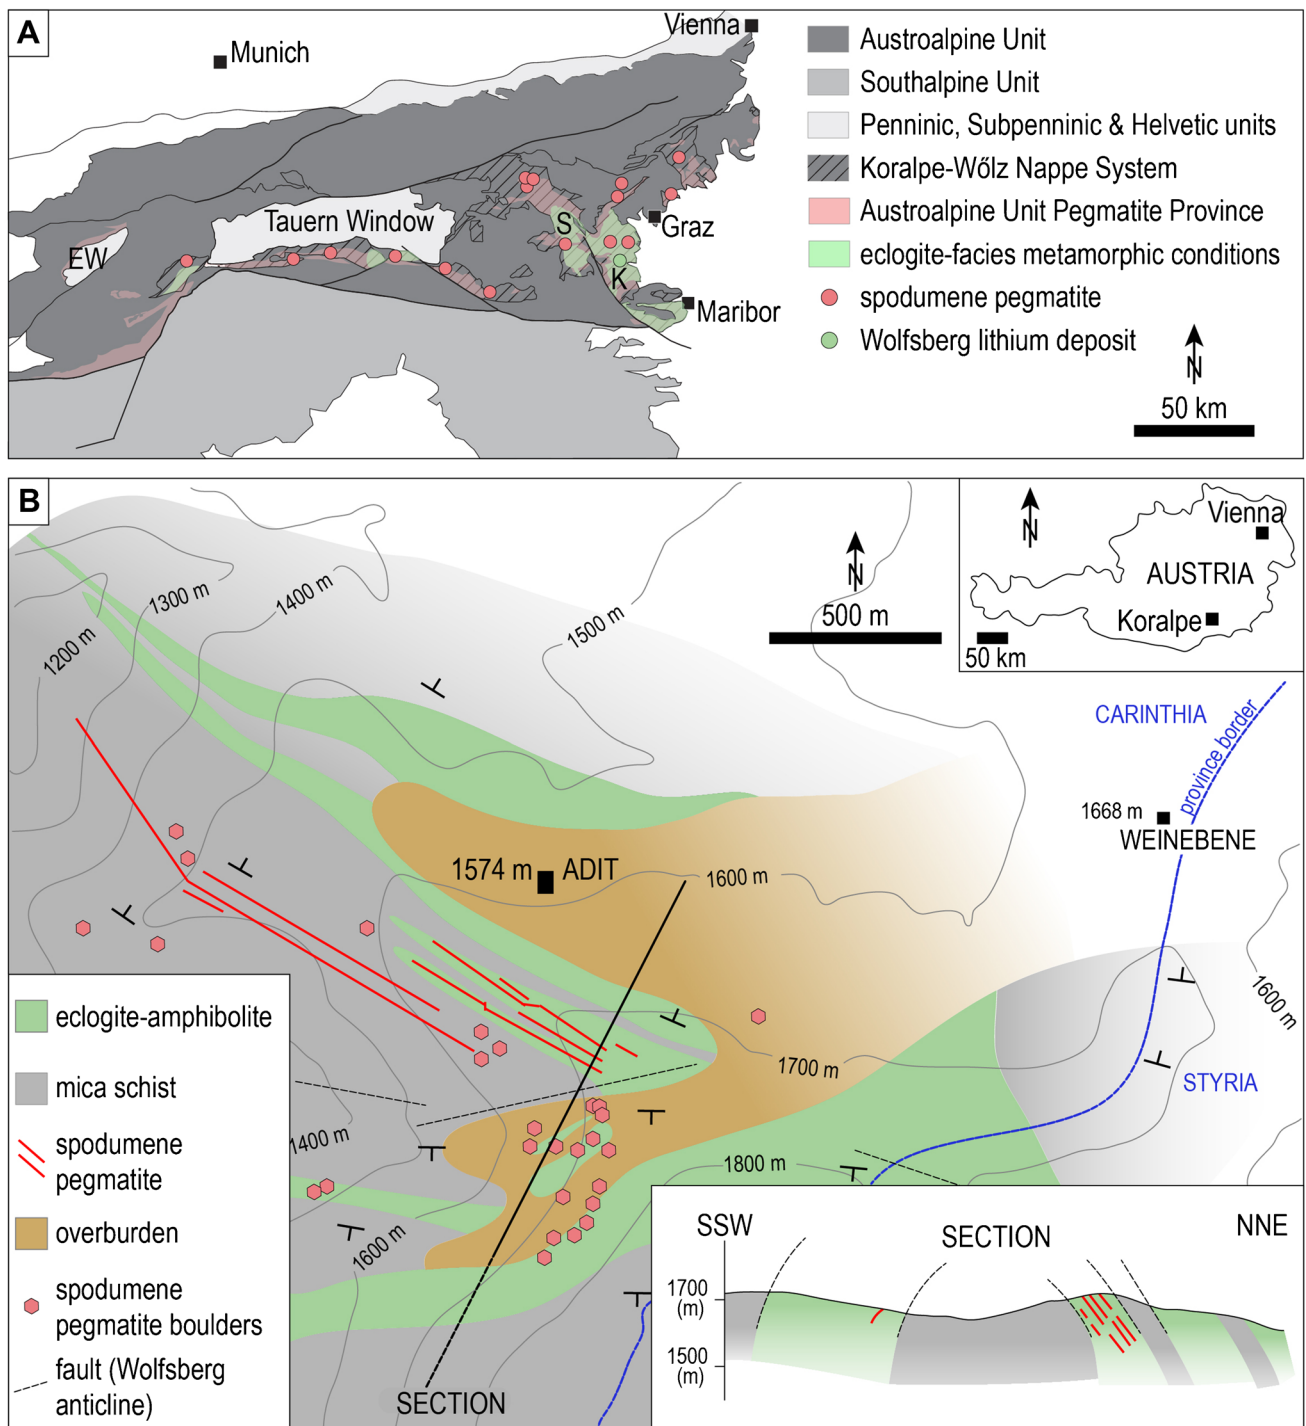 A
Munich
Vienna
Tauern Window
EW
S
K
Graz
Maribor
Austroalpine Unit
Southalpine Unit
Penninic, Subpenninic & Helvetic units
Koralpe-Wőlz Nappe System
Austroalpine Unit Pegmatite Province
eclogite-facies metamorphic conditions
spodumene pegmatite
Wolfsberg lithium deposit
N
50 km
B
1200 m
1300 m
1400 m
1500 m
N
500 m
N
Vienna
AUSTRIA
Koralpe
50 km
CARINTHIA
province border
1668 m
WEINEBENE
1574 m
ADIT
1600 m
1600 m
1700 m
STYRIA
1400 m
1800 m
1600 m
SECTION
eclogite-amphibolite
mica schist
spodumene
pegmatite
overburden
spodumene
pegmatite boulders
fault (Wolfsberg
anticline)
SSW
SECTION
NNE
1700
(m)
1500
(m)